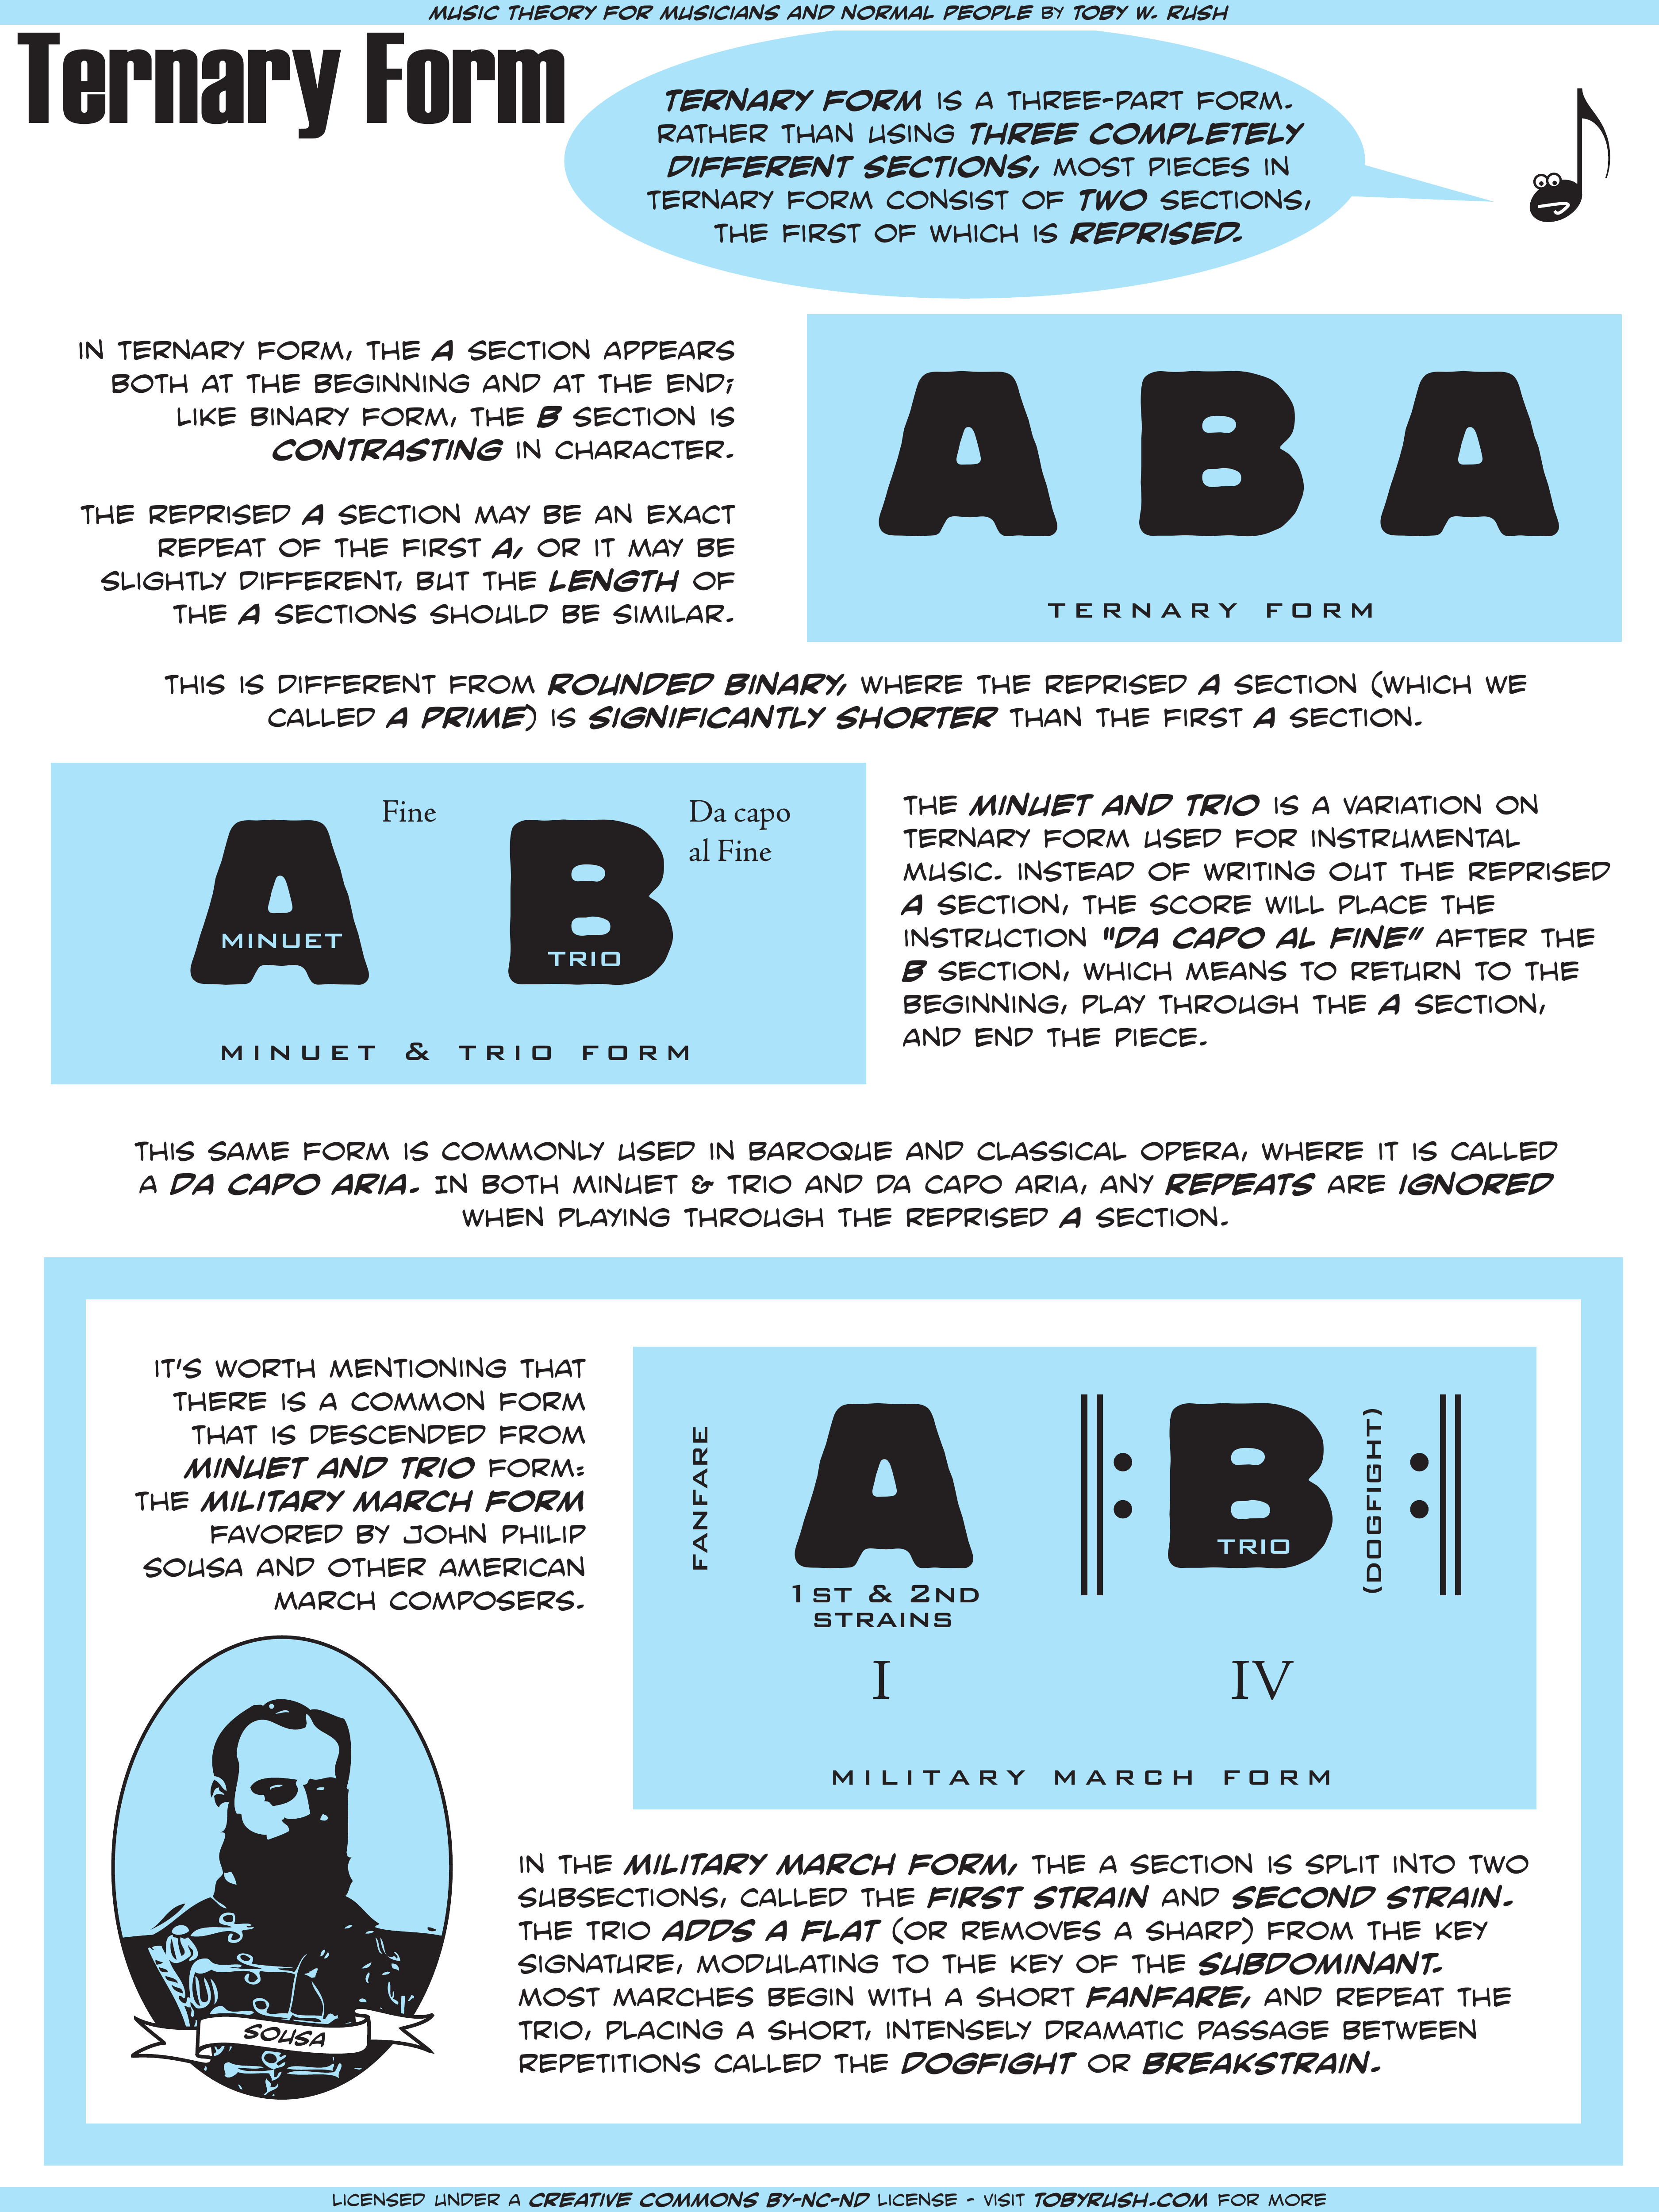 MUSIC THEORY FOR MUSICIANS AND NORMAL PEOPLE BY TOBY W. RUSH
Ternary Form
TERNARY FORM IS A THREE-PART FORM.
RATHER THAN USING THREE COMPLETELY
DIFFERENT SECTIONS, MOST PIECES IN
TERNARY FORM CONSIST OF TWO SECTIONS,
THE FIRST OF WHICH IS REPRISED.
IN TERNARY FORM, THE A SECTION APPEARS
BOTH AT THE BEGINNING AND AT THE END;
LIKE BINARY FORM, THE B SECTION IS
CONTRASTING IN CHARACTER.
THE REPRISED A SECTION MAY BE AN EXACT
REPEAT OF THE FIRST A, OR IT MAY BE
SLIGHTLY DIFFERENT, BUT THE LENGTH OF
THE A SECTIONS SHOULD BE SIMILAR.
A B A
TERNARY FORM
THIS IS DIFFERENT FROM ROUNDED BINARY, WHERE THE REPRISED A SECTION (WHICH WE
CALLED A PRIME) IS SIGNIFICANTLY SHORTER THAN THE FIRST A SECTION.
A Fine B Da capo
al Fine
MINUET
TRIO
MINUET & TRIO FORM
THE MINUET AND TRIO IS A VARIATION ON
TERNARY FORM USED FOR INSTRUMENTAL
MUSIC. INSTEAD OF WRITING OUT THE REPRISED
A SECTION, THE SCORE WILL PLACE THE
INSTRUCTION "DA CAPO AL FINE" AFTER THE
B SECTION, WHICH MEANS TO RETURN TO THE
BEGINNING, PLAY THROUGH THE A SECTION,
AND END THE PIECE.
THIS SAME FORM IS COMMONLY USED IN BAROQUE AND CLASSICAL OPERA, WHERE IT IS CALLED
A DA CAPO ARIA. IN BOTH MINUET & TRIO AND DA CAPO ARIA, ANY REPEATS ARE IGNORED
WHEN PLAYING THROUGH THE REPRISED A SECTION.
IT'S WORTH MENTIONING THAT
THERE IS A COMMON FORM
THAT IS DESCENDED FROM
MINUET AND TRIO FORM:
THE MILITARY MARCH FORM
FAVORED BY JOHN PHILIP
SOUSA AND OTHER AMERICAN
MARCH COMPOSERS.
FANFARE
A
1ST & 2ND
STRAINS
I
B
TRIO
(DOGFIGHT)
IV
MILITARY MARCH FORM
SOUSA
IN THE MILITARY MARCH FORM, THE A SECTION IS SPLIT INTO TWO
SUBSECTIONS, CALLED THE FIRST STRAIN AND SECOND STRAIN.
THE TRIO ADDS A FLAT (OR REMOVES A SHARP) FROM THE KEY
SIGNATURE, MODULATING TO THE KEY OF THE SUBDOMINANT.
MOST MARCHES BEGIN WITH A SHORT FANFARE, AND REPEAT THE
TRIO, PLACING A SHORT, INTENSELY DRAMATIC PASSAGE BETWEEN
REPETITIONS CALLED THE DOGFIGHT OR BREAKSTRAIN.
LICENSED UNDER A CREATIVE COMMONS BY-NC-ND LICENSE - VISIT TOBYRUSH.COM FOR MORE